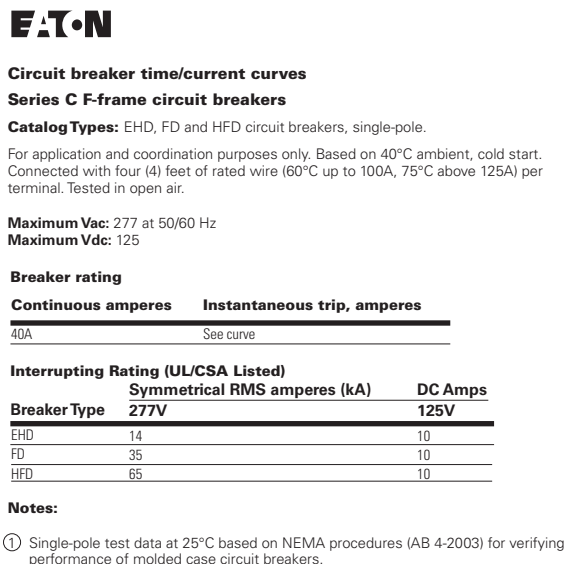 EATON
Circuit breaker time/current curves
Series C F-frame circuit breakers
Catalog Types: EHD, FD and HFD circuit breakers, single-pole.
For application and coordination purposes only. Based on 40°C ambient, cold start.
Connected with four (4) feet of rated wire (60°C up to 100A, 75°C above 125A) per
terminal. Tested in open air.
Maximum Vac: 277 at 50/60 Hz
Maximum Vdc: 125
Breaker rating
Continuous amperes Instantaneous trip, amperes
40A See curve
Interrupting Rating (UL/CSA Listed)
Symmetrical RMS amperes (kA) DC Amps
Breaker Type 277V 125V
EHD 14 10
FD 35 10
HFD 65 10
Notes:
① Single-pole test data at 25°C based on NEMA procedures (AB 4-2003) for verifying
performance of molded case circuit breakers.